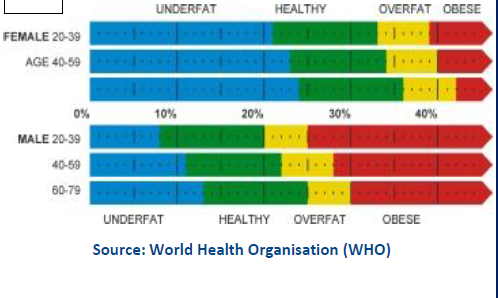 UNDERFAT HEALTHY OVERFAT OBESE
FEMALE 20-39
AGE 40-59
0% 10% 20% 30% 40%
MALE 20-39
40-59
60-79
UNDERFAT HEALTHY OVERFAT OBESE
Source: World Health Organisation (WHO)